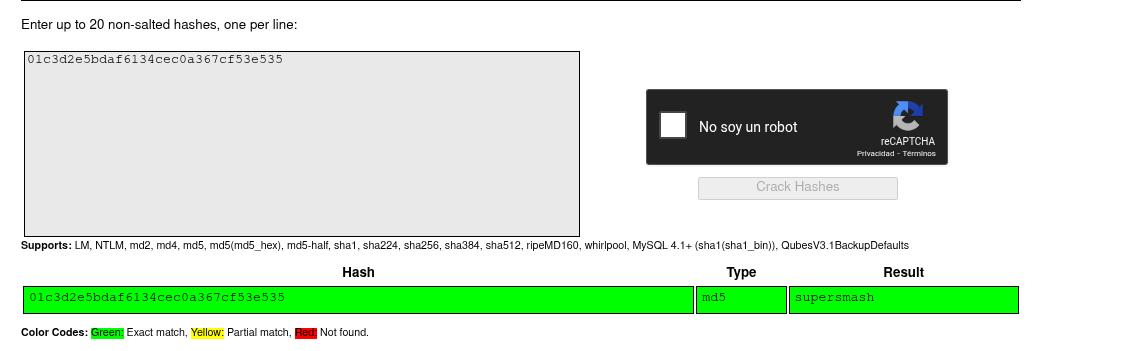 Enter up to 20 non-salted hashes, one per line:
01c3d2e5bdaf6134cec0a367cf53e535
No soy un robot
reCAPTCHA
Privacidad - Términos
Crack Hashes
Supports: LM, NTLM, md2, md4, md5, md5(md5_hex), md5-half, sha1, sha224, sha256, sha384, sha512, ripeMD160, whirlpool, MySQL 4.1+ (sha1(sha1_bin)), QubesV3.1BackupDefaults
Hash Type Result
01c3d2e5bdaf6134cec0a367cf53e535 md5 supersmash
Color Codes: Green: Exact match, Yellow: Partial match, Red: Not found.